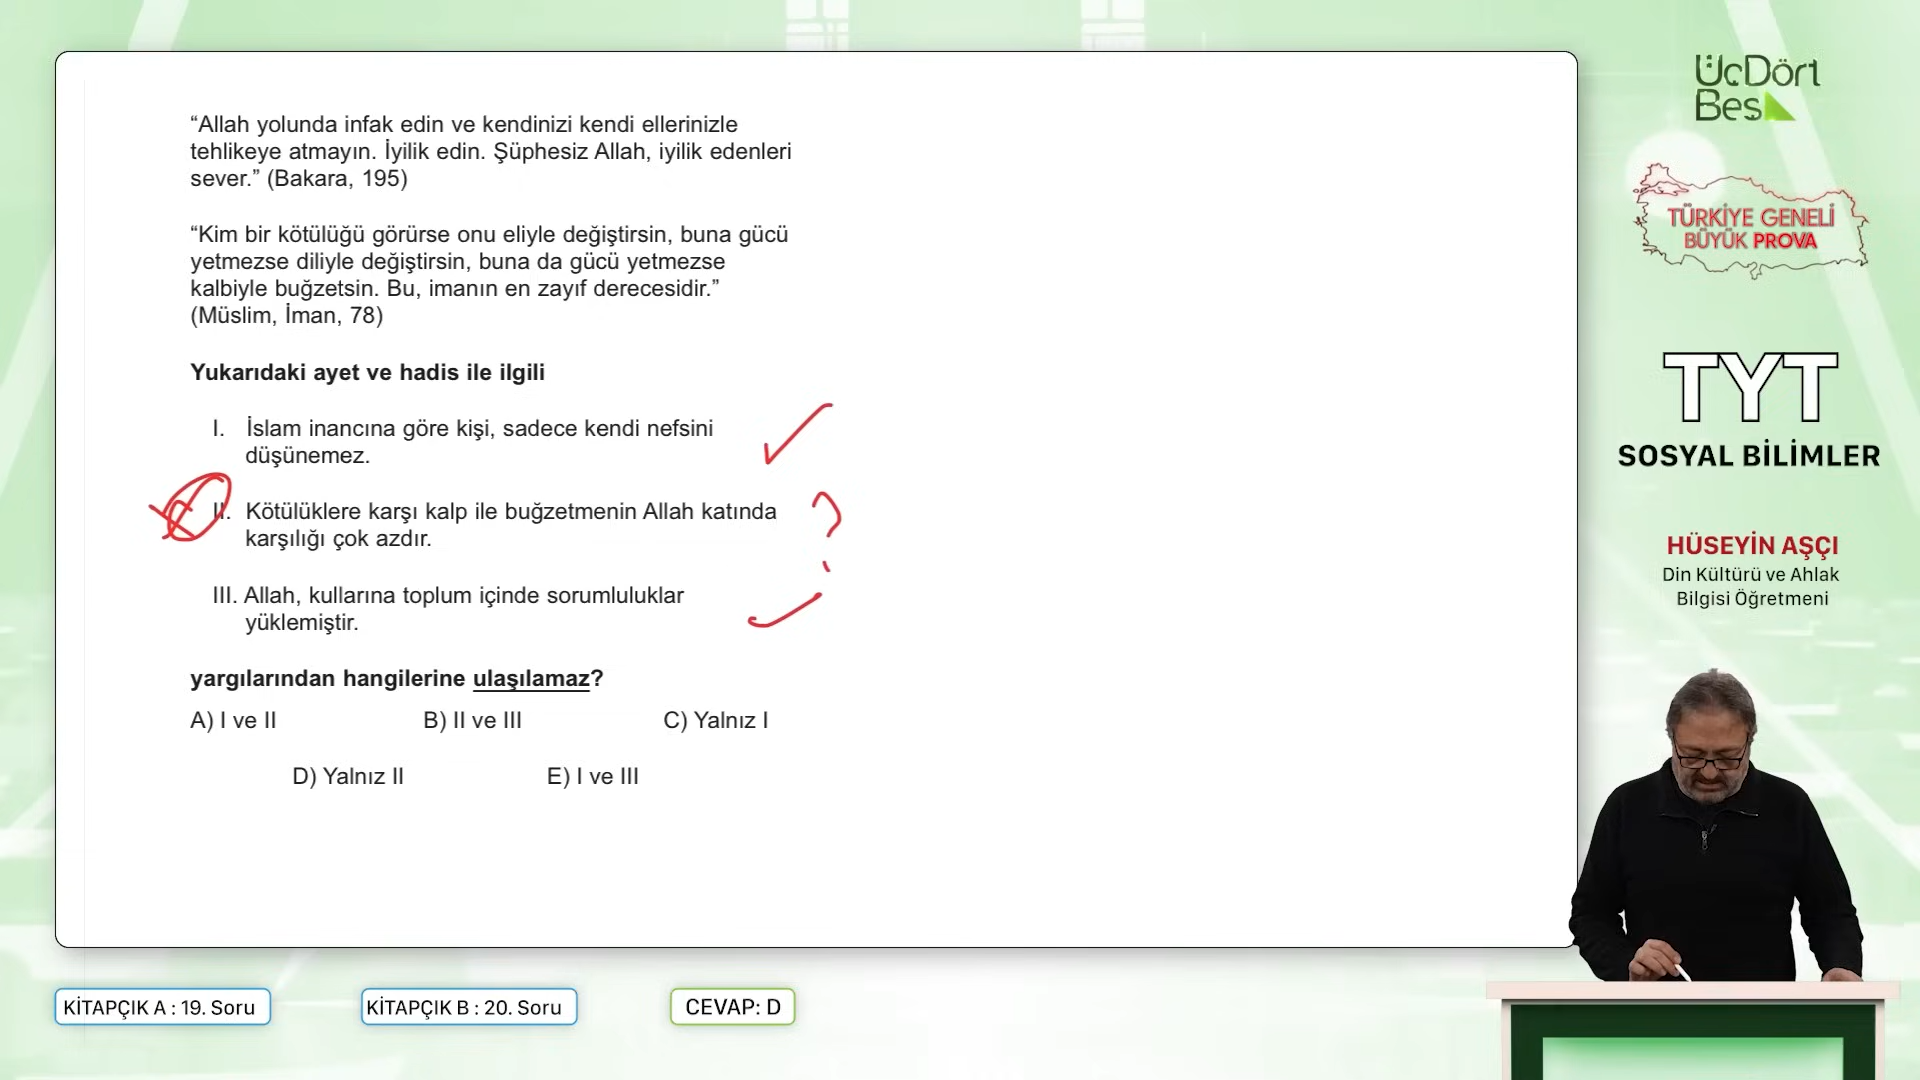 “Allah yolunda infak edin ve kendinizi kendi ellerinizle
tehlikeye atmayın. İyilik edin. Şüphesiz Allah, iyilik edenleri
sever.” (Bakara, 195)
“Kim bir kötülüğü görürse onu eliyle değiştirsin, buna gücü
yetmezse diliyle değiştirsin, buna da gücü yetmezse
kalbiyle buğzetsin. Bu, imanın en zayıf derecesidir.”
(Müslim, İman, 78)
Yukarıdaki ayet ve hadis ile ilgili
I. İslam inancına göre kişi, sadece kendi nefsini
düşünemez.
II. Kötülüklere karşı kalp ile buğzetmenin Allah katında
karşılığı çok azdır.
?
III. Allah, kullarına toplum içinde sorumluluklar
yüklemiştir.
yargılarından hangilerine ulaşılamaz?
A) I ve II B) II ve III C) Yalnız I
D) Yalnız II E) I ve III
KİTAPÇIK A : 19. Soru
KİTAPÇIK B : 20. Soru
CEVAP: D
ÜçDört
Beş
TÜRKİYE GENELİ
BÜYÜK PROVA
TYT
SOSYAL BİLİMLER
HÜSEYİN AŞÇI
Din Kültürü ve Ahlak
Bilgisi Öğretmeni